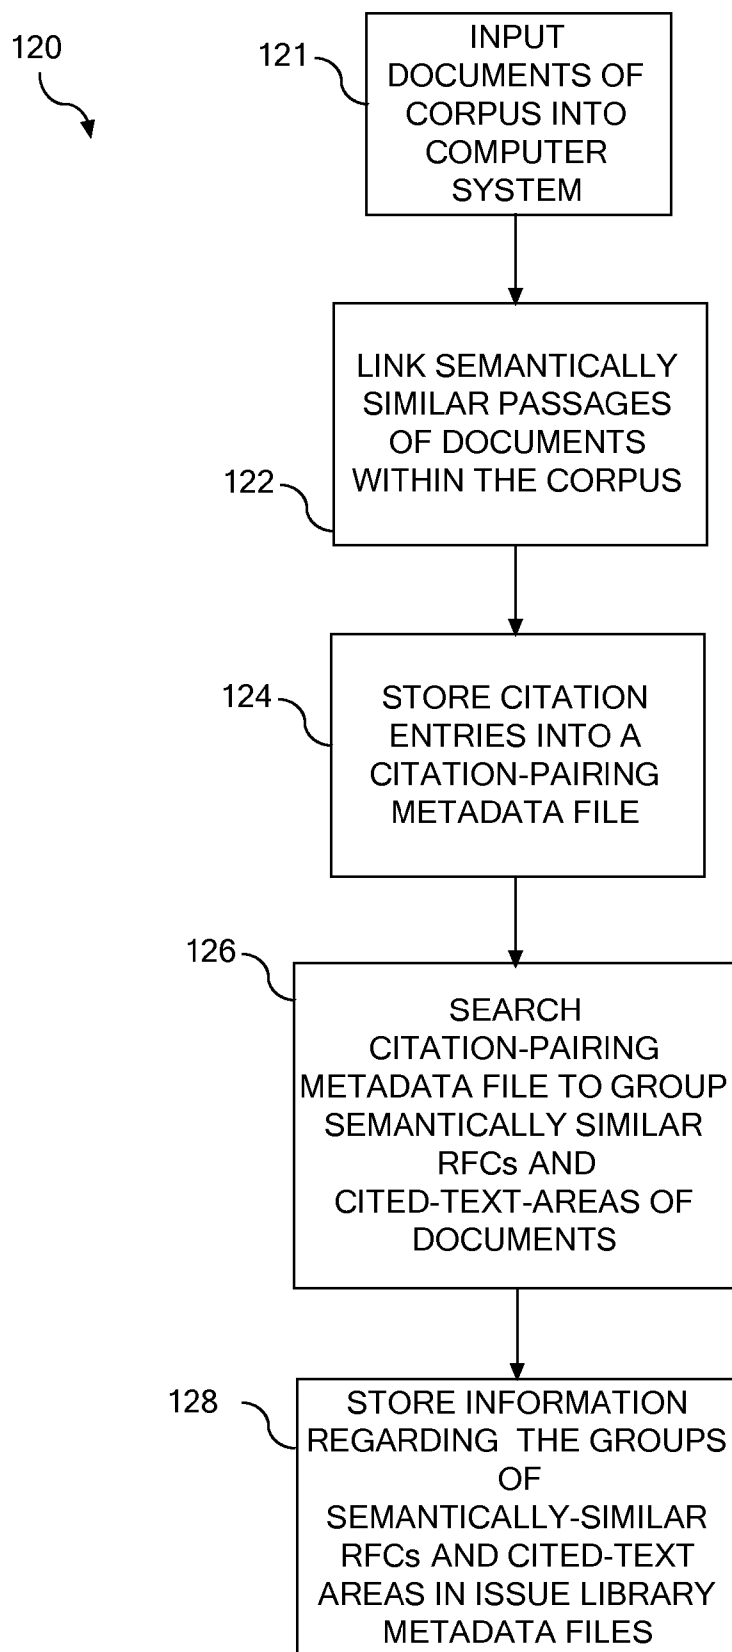 120
121
INPUT
DOCUMENTS OF
CORPUS INTO
COMPUTER
SYSTEM
LINK SEMANTICALLY
SIMILAR PASSAGES
OF DOCUMENTS
WITHIN THE CORPUS
122
124
STORE CITATION
ENTRIES INTO A
CITATION-PAIRING
METADATA FILE
126
SEARCH
CITATION-PAIRING
METADATA FILE TO GROUP
SEMANTICALLY SIMILAR
RFCs AND
CITED-TEXT-AREAS OF
DOCUMENTS
128
STORE INFORMATION
REGARDING THE GROUPS
OF
SEMANTICALLY-SIMILAR
RFCs AND CITED-TEXT
AREAS IN ISSUE LIBRARY
METADATA FILES